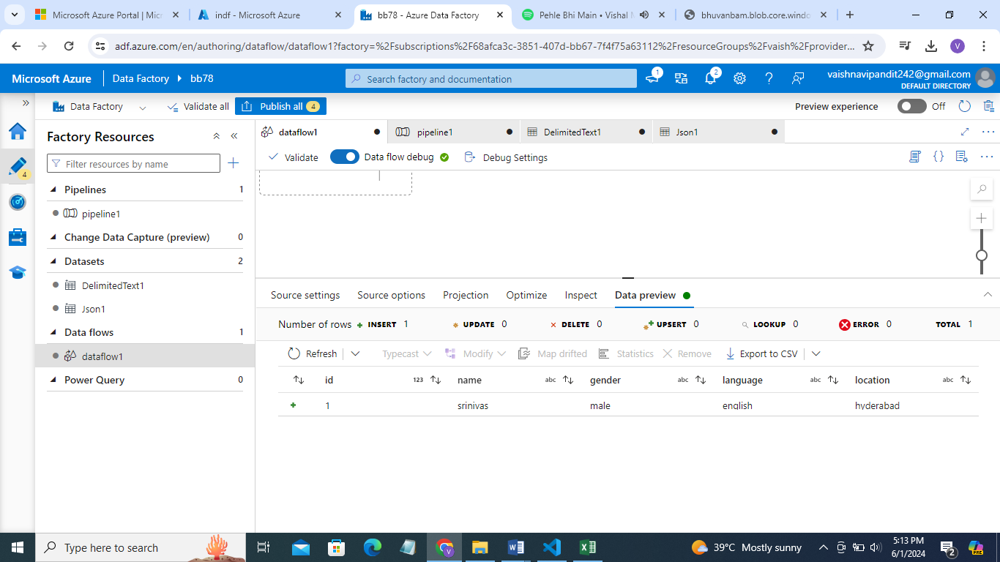 Microsoft Azure Portal | Micr
indf - Microsoft Azure
bb78 - Azure Data Factory
Pehle Bhi Main • Vishal M
bhuvanbam.blob.core.windo
adf.azure.com/en/authoring/dataflow/dataflow1?factory=%2Fsubscriptions%2F68afca3c-3851-407d-bb67-7f4f75a63112%2FresourceGroups%2Fvaish%2Fprovider...
V
Microsoft Azure
Data Factory
bb78
Search factory and documentation
1
2
vaishnavipandit242@gmail.com
DEFAULT DIRECTORY
Data Factory
Validate all
Publish all 4
Preview experience
Off
Factory Resources
Filter resources by name
4
Pipelines 1
pipeline1
Change Data Capture (preview) 0
Datasets 2
DelimitedText1
Json1
Data flows 1
dataflow1
Power Query 0
dataflow1
pipeline1
DelimitedText1
Json1
Validate
Data flow debug
Debug Settings
Source settings
Source options
Projection
Optimize
Inspect
Data preview
Number of rows
INSERT 1
UPDATE 0
DELETE 0
UPSERT 0
LOOKUP 0
ERROR 0
TOTAL 1
Refresh
Typecast
Modify
Map drifted
Statistics
Remove
Export to CSV
id 123 name abc gender abc language abc location abc
1 srinivas male english hyderabad
Type here to search
39°C Mostly sunny
5:13 PM
6/1/2024
2
PRE